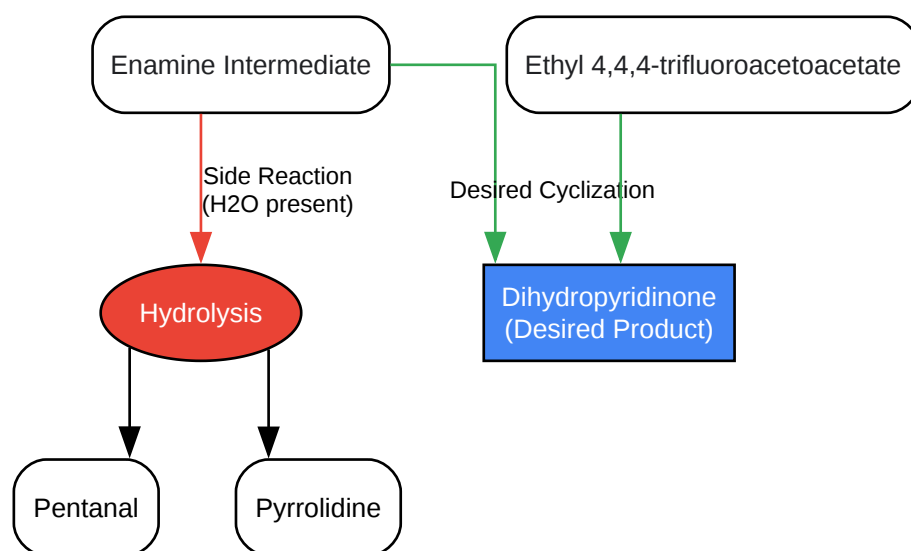 Enamine Intermediate
Ethyl 4,4,4-trifluoroacetoacetate
Side Reaction
(H2O present)
Desired Cyclization
Hydrolysis
Dihydropyridinone
(Desired Product)
Pentanal
Pyrrolidine